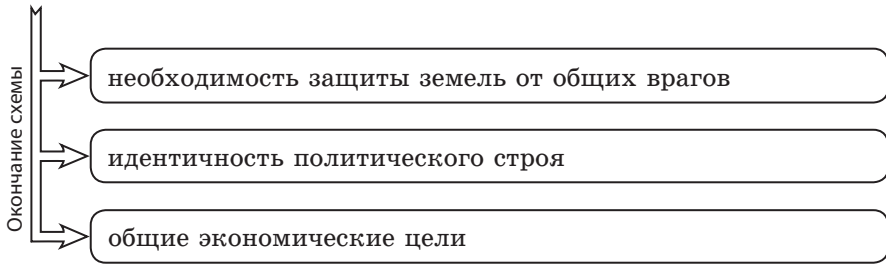 Окончание схемы
необходимость защиты земель от общих врагов
идентичность политического строя
общие экономические цели